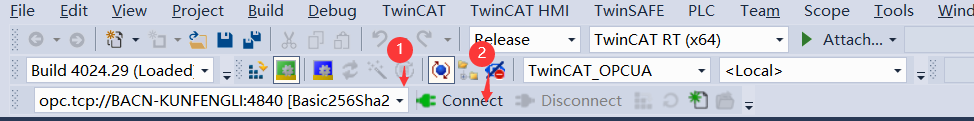 File Edit View Project Build Debug TwinCAT TwinCAT HMI TwinSAFE PLC Team Scope Tools Wind
1 2 Release TwinCAT RT (x64) Attach...
Build 4024.29 (Loaded) TwinCAT_OPCUA <Local>
opc.tcp://BACN-KUNFENGLI:4840 [Basic256Sha2 Connect Disconnect